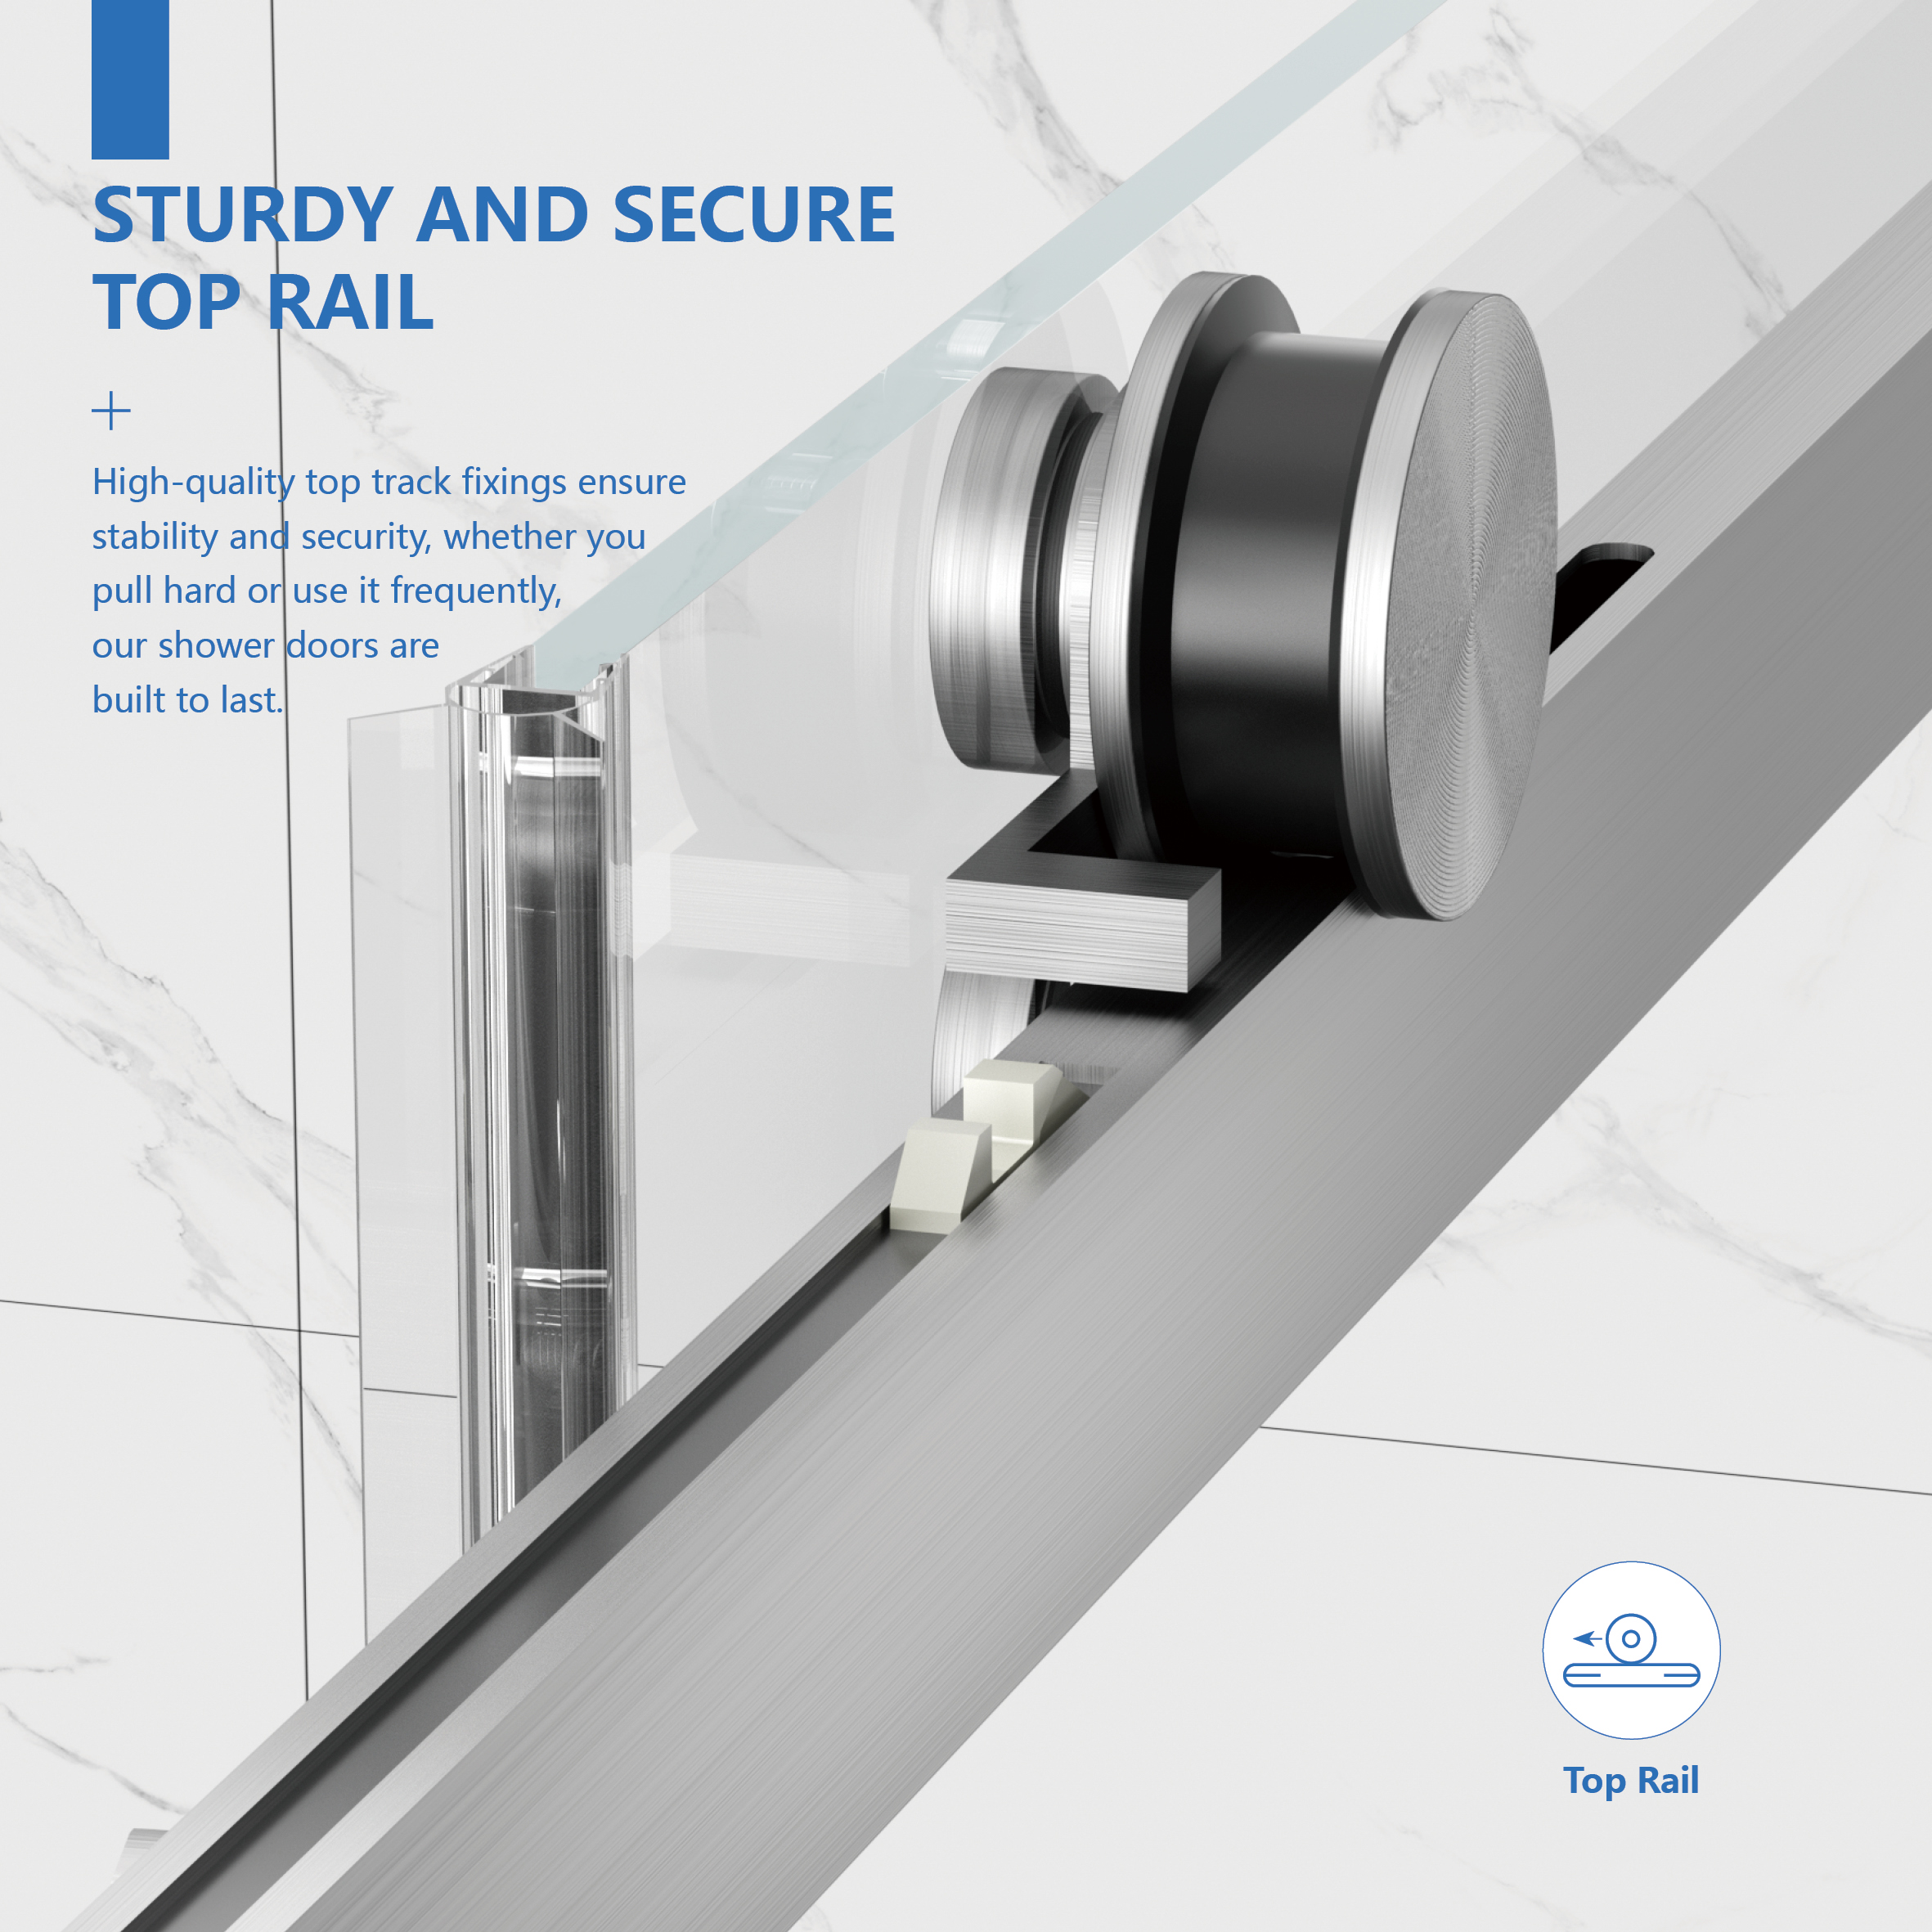 STURDY AND SECURE
TOP RAIL
High-quality top track fixings ensure
stability and security, whether you
pull hard or use it frequently,
our shower doors are
built to last.
Top Rail